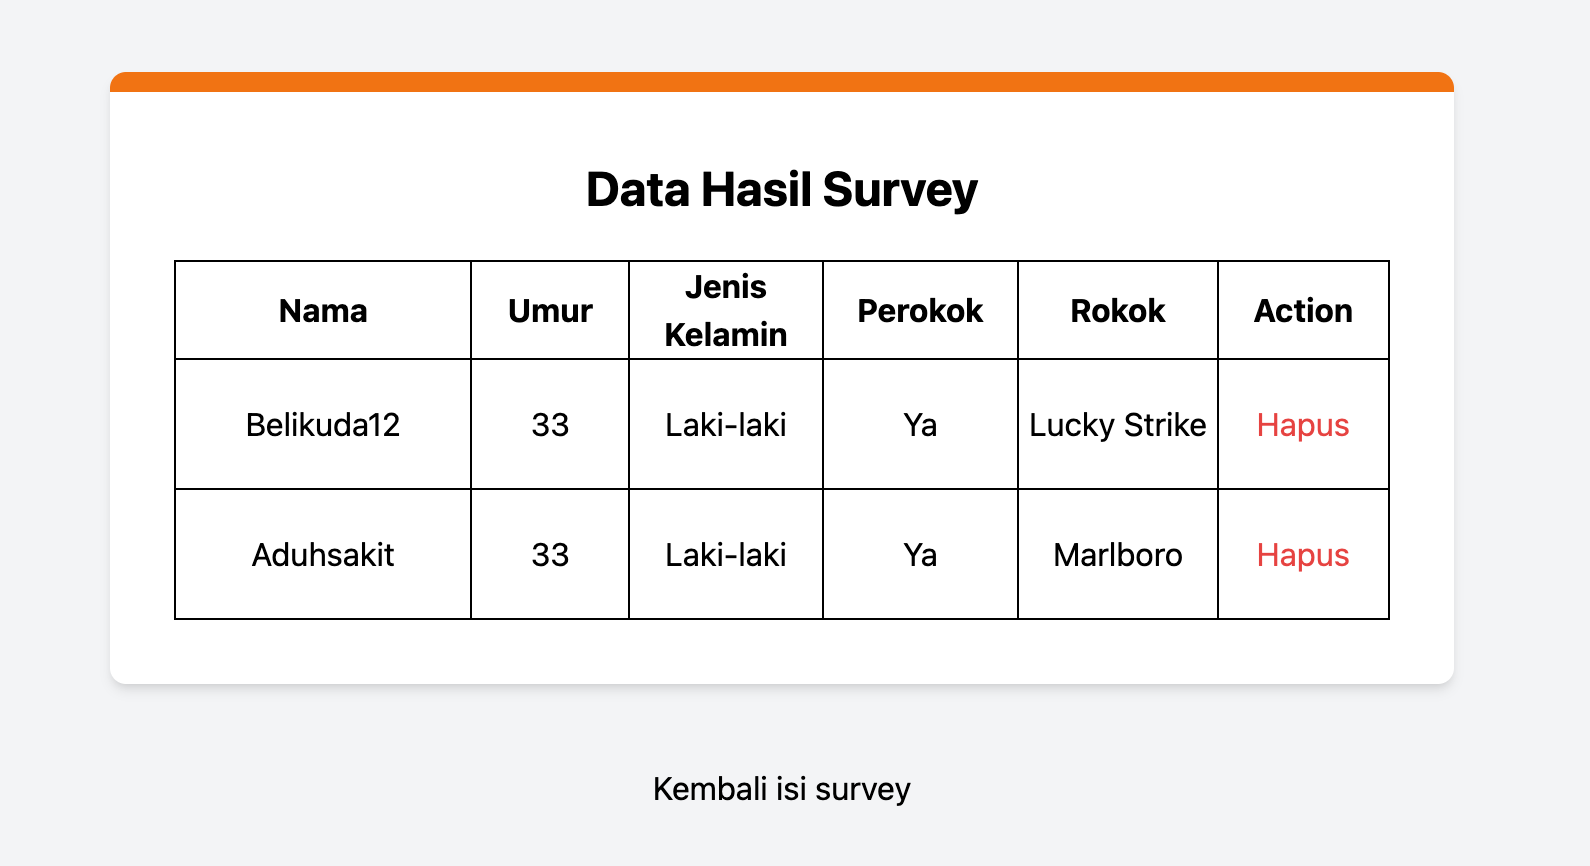 Data Hasil Survey
Nama Umur Jenis Kelamin Perokok Rokok Action
Belikuda12 33 Laki-laki Ya Lucky Strike Hapus
Aduhsakit 33 Laki-laki Ya Marlboro Hapus
Kembali isi survey